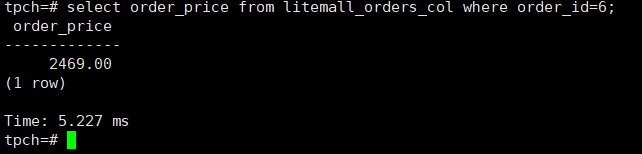 tpch=# select order_price from litemall_orders_col where order_id=6;
 order_price
-------------
     2469.00
(1 row)

Time: 5.227 ms
tpch=#